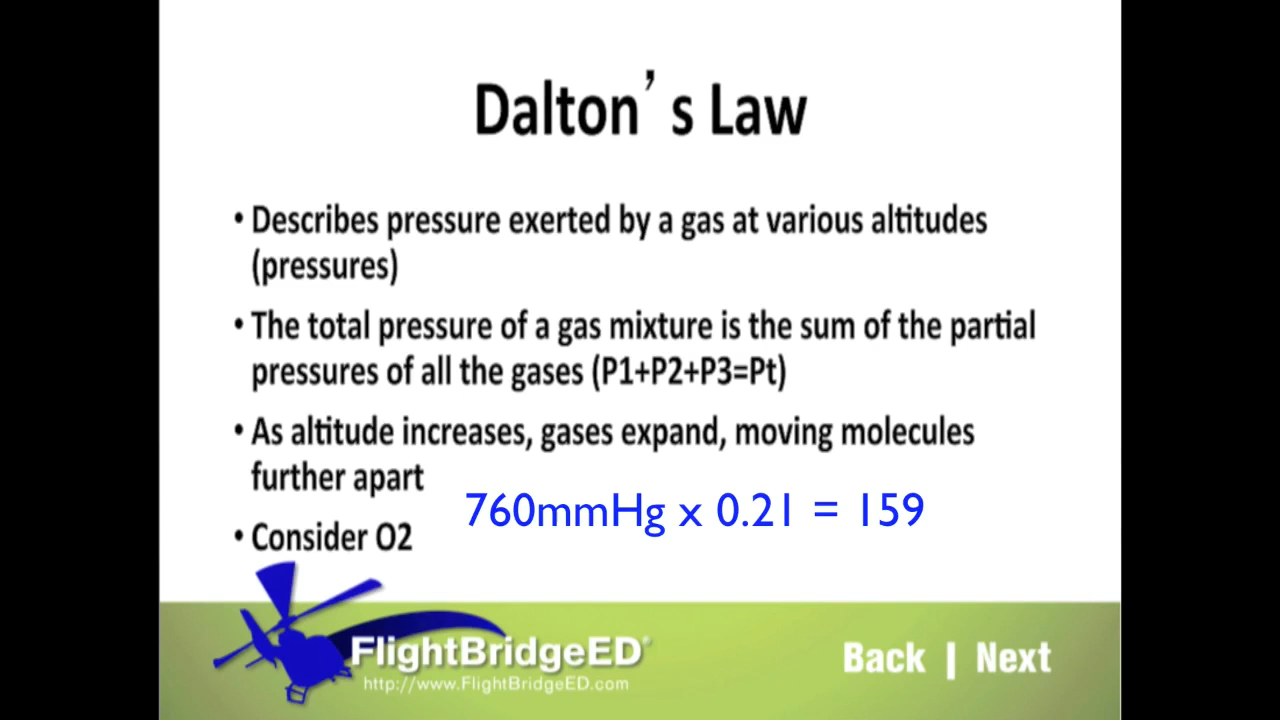 Dalton’s Law
• Describes pressure exerted by a gas at various altitudes
(pressures)
• The total pressure of a gas mixture is the sum of the partial
pressures of all the gases (P1+P2+P3=Pt)
• As altitude increases, gases expand, moving molecules
further apart
760mmHg x 0.21 = 159
• Consider O2
FlightBridgeED®
http://www.FlightBridgeED.com
Back | Next